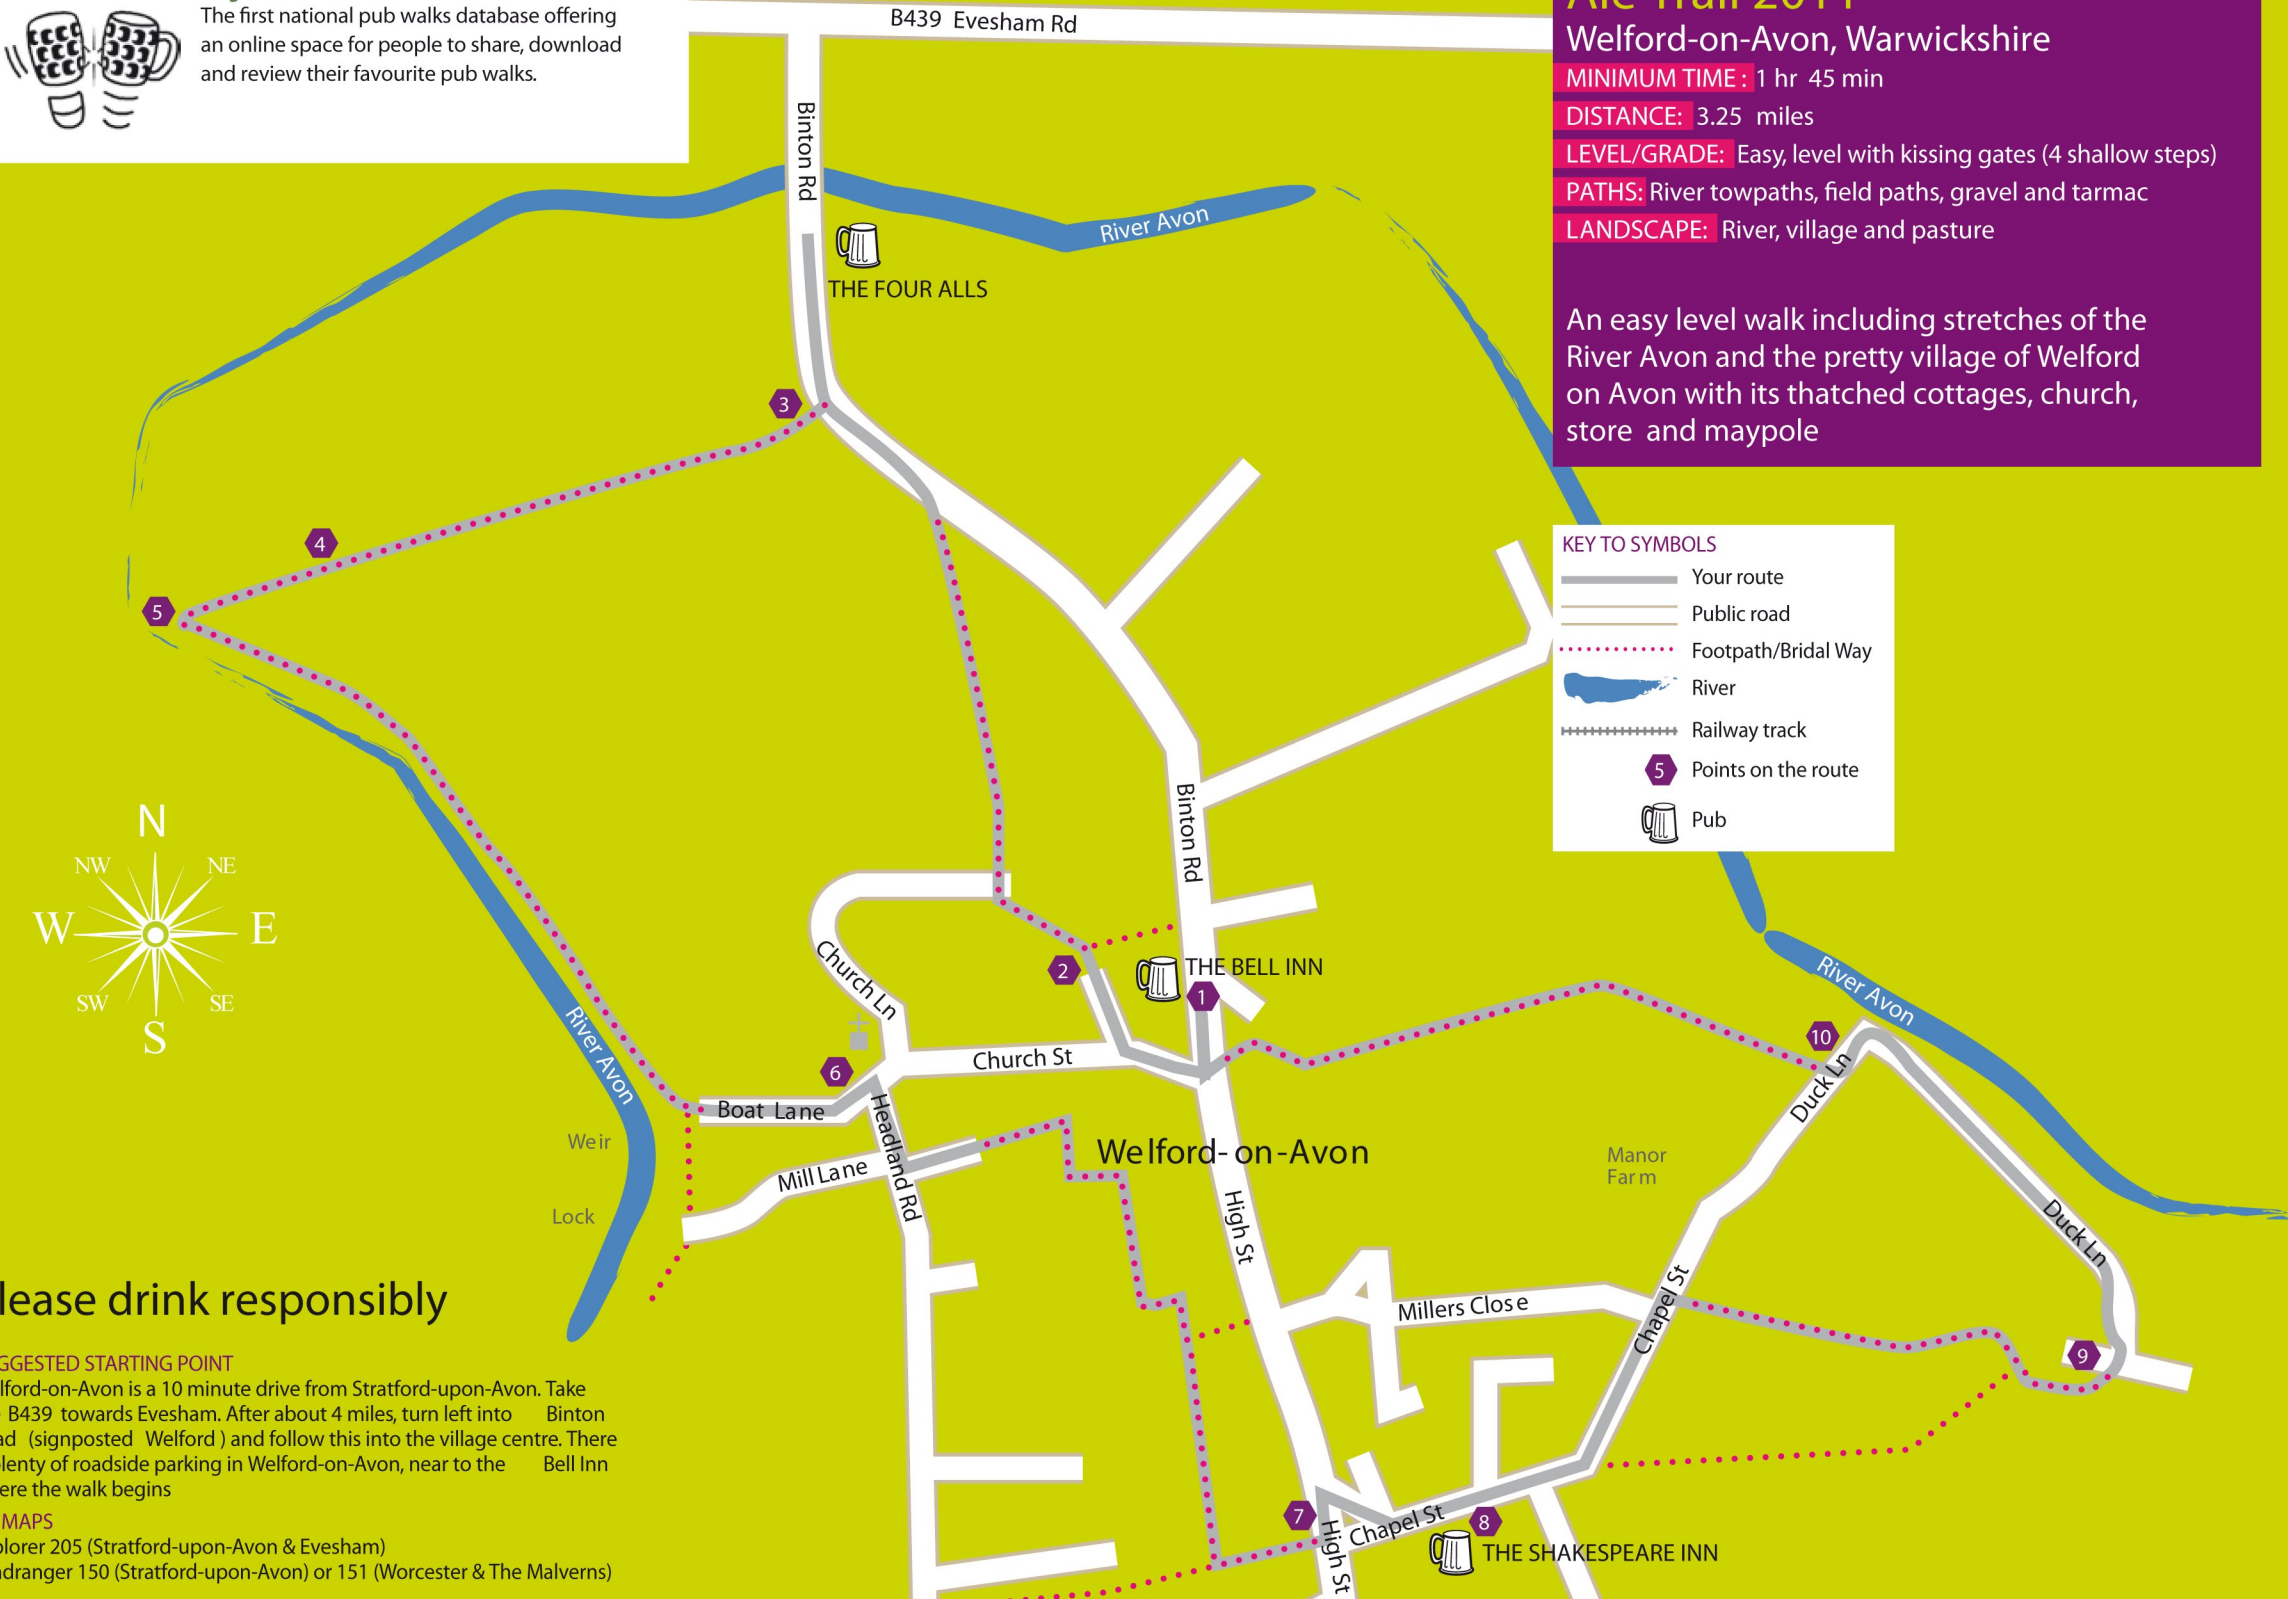 The first national pub walks database offering
an online space for people to share, download
and review their favourite pub walks.
B439 Evesham Rd
Welford-on-Avon, Warwickshire
MINIMUM TIME : 1 hr 45 min
DISTANCE: 3.25 miles
LEVEL/GRADE: Easy, level with kissing gates (4 shallow steps)
PATHS: River towpaths, field paths, gravel and tarmac
LANDSCAPE: River, village and pasture
An easy level walk including stretches of the
River Avon and the pretty village of Welford
on Avon with its thatched cottages, church,
store and maypole
Binton Rd
River Avon
THE FOUR ALLS
3
4
5
KEY TO SYMBOLS
Your route
Public road
Footpath/Bridal Way
River
Railway track
5 Points on the route
Pub
Binton Rd
N
NW NE
W E
SW SE
S
Church Ln
2
THE BELL INN
1
River Avon
10
River Avon
Church St
6
Boat Lane
Duck Ln
Headland Rd
Weir
Mill Lane
Welford-on-Avon
Manor
Farm
Lock
High St
Duck Ln
Millers Close
Chapel St
9
7
High St
Chapel St
8
THE SHAKESPEARE INN
lease drink responsibly
GGESTED STARTING POINT
lford-on-Avon is a 10 minute drive from Stratford-upon-Avon. Take
B439 towards Evesham. After about 4 miles, turn left into Binton
ad (signposted Welford ) and follow this into the village centre. There
lenty of roadside parking in Welford-on-Avon, near to the Bell Inn
ere the walk begins
MAPS
plorer 205 (Stratford-upon-Avon & Evesham)
ndranger 150 (Stratford-upon-Avon) or 151 (Worcester & The Malverns)